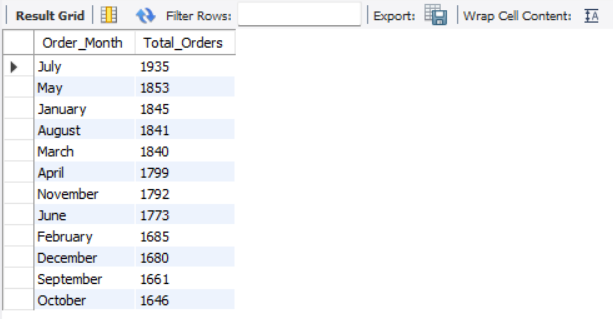 Result Grid Filter Rows: Export: Wrap Cell Content: IA
Order_Month Total_Orders
July 1935
May 1853
January 1845
August 1841
March 1840
April 1799
November 1792
June 1773
February 1685
December 1680
September 1661
October 1646